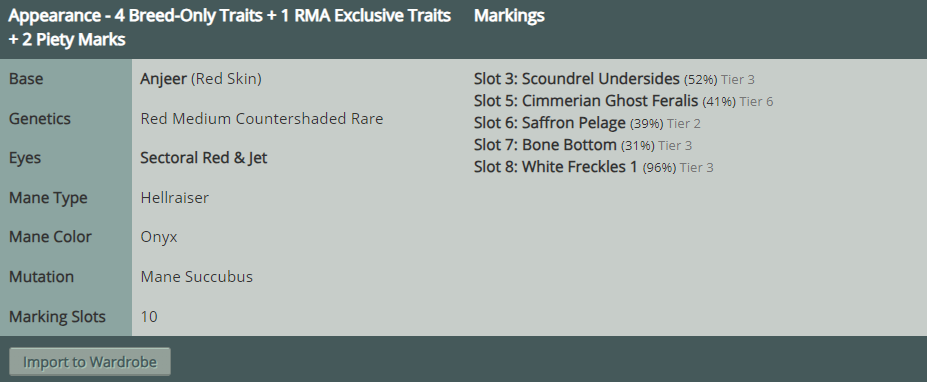 Appearance - 4 Breed-Only Traits + 1 RMA Exclusive Traits
+ 2 Piety Marks
Markings
Base Anjeer (Red Skin)
Genetics Red Medium Countershaded Rare
Eyes Sectoral Red & Jet
Mane Type Hellraiser
Mane Color Onyx
Mutation Mane Succubus
Marking Slots 10
Slot 3: Scoundrel Undersides (52%) Tier 3
Slot 5: Cimmerian Ghost Feralis (41%) Tier 6
Slot 6: Saffron Pelage (39%) Tier 2
Slot 7: Bone Bottom (31%) Tier 3
Slot 8: White Freckles 1 (96%) Tier 3
Import to Wardrobe